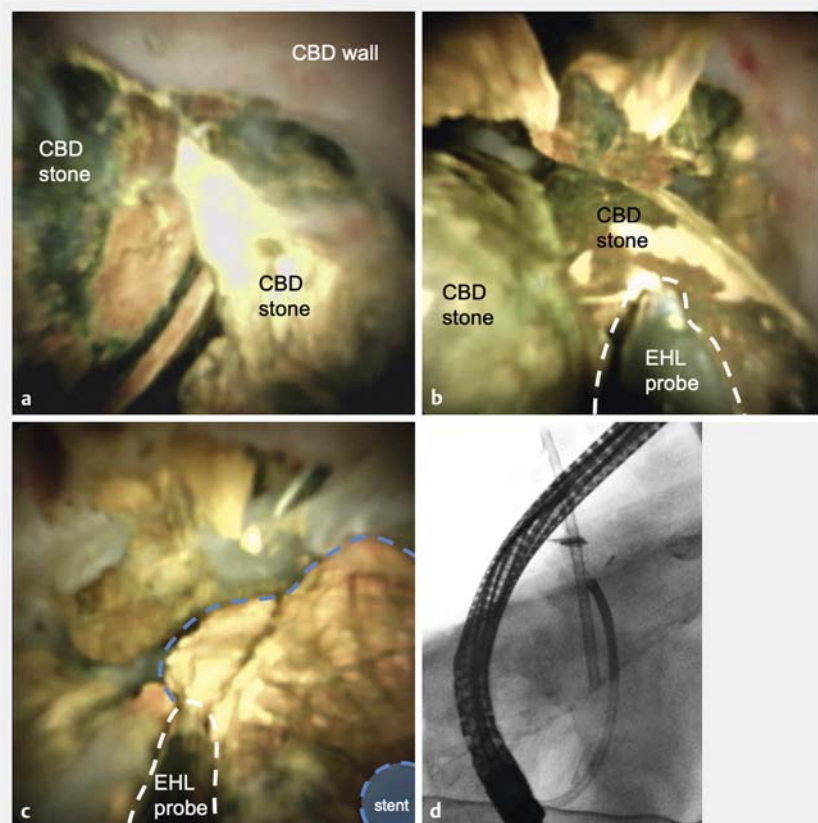 CBD wall
CBD
stone
CBD
stone
a
CBD
stone
CBD
stone
EHL
probe
b
EHL
probe
stent
c
d